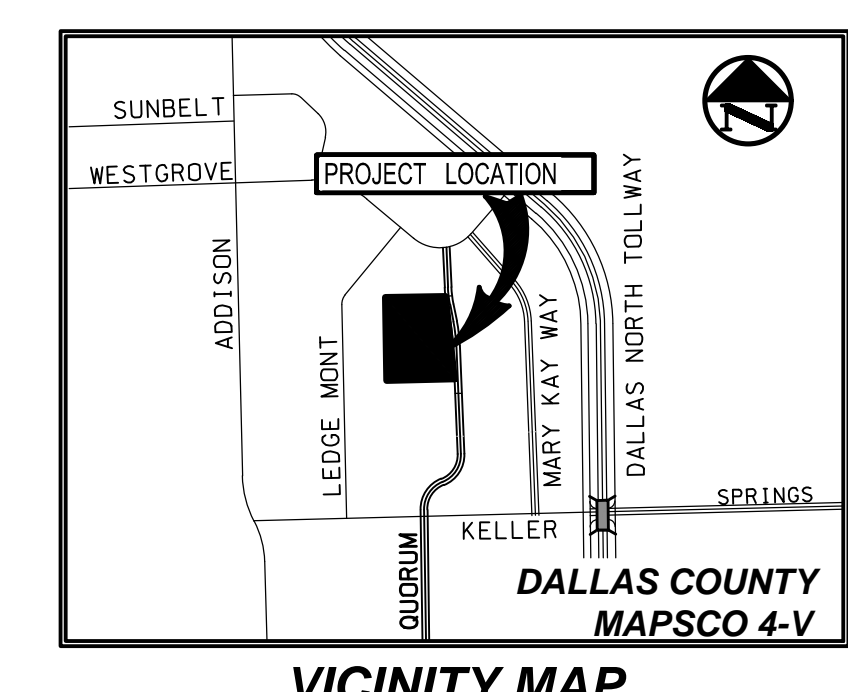 SUNBELT
WESTGROVE
PROJECT LOCATION
N
ADDISON
LEDGE MONT
QUORUM
MARY KAY WAY
DALLAS NORTH TOLLWAY
KELLER
SPRINGS
DALLAS COUNTY
MAPSCO 4-V
VICINITY MAP